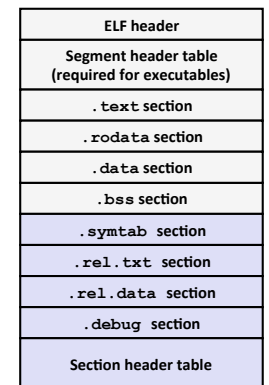 ELF header
Segment header table
(required for executables)
.text section
.rodata section
.data section
.bss section
.symtab section
.rel.txt section
.rel.data section
.debug section
Section header table